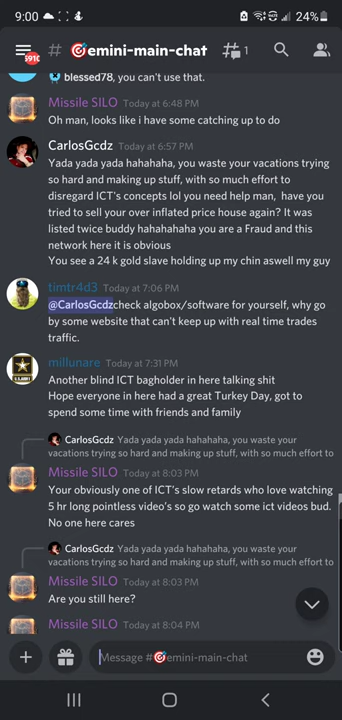 9:00
24%
591
# 🎯emini-main-chat
1
blessed78, you can't use that.
Missile SILO Today at 6:48 PM
Oh man, looks like i have some catching up to do
CarlosGcdz Today at 6:57 PM
Yada yada yada hahahaha, you waste your vacations trying
so hard and making up stuff, with so much effort to
disregard ICT's concepts lol you need help man, have you
tried to sell your over inflated price house again? It was
listed twice buddy hahahahaha you are a Fraud and this
network here it is obvious
You see a 24 k gold slave holding up my chin aswell my guy
timtr4d3 Today at 7:06 PM
@CarlosGcdzcheck algobox/software for yourself, why go
by some website that can't keep up with real time trades
traffic.
millunare Today at 7:31 PM
Another blind ICT bagholder in here talking shit
Hope everyone in here had a great Turkey Day, got to
spend some time with friends and family
CarlosGcdz Yada yada yada hahahaha, you waste your
vacations trying so hard and making up stuff, with so much effort to
Missile SILO Today at 8:03 PM
Your obviously one of ICT's slow retards who love watching
5 hr long pointless video's so go watch some ict videos bud.
No one here cares
CarlosGcdz Yada yada yada hahahaha, you waste your
vacations trying so hard and making up stuff, with so much effort to
Missile SILO Today at 8:03 PM
Are you still here?
Missile SILO Today at 8:04 PM
Message #🎯emini-main-chat